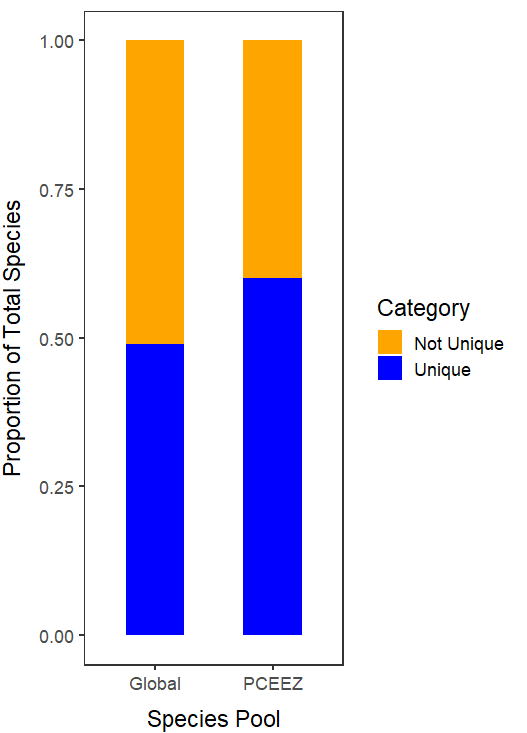 Proportion of Total Species
1.00
0.75
0.50
0.25
0.00
Global PCEEZ
Species Pool
Category
Not Unique
Unique